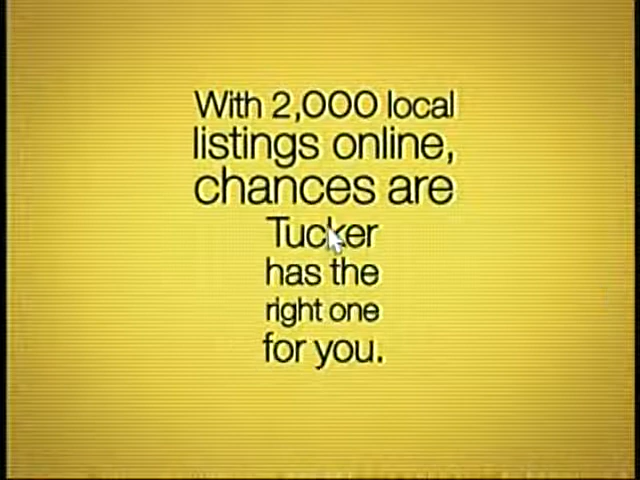 With 2,000 local
listings online,
chances are
Tucker
has the
right one
for you.